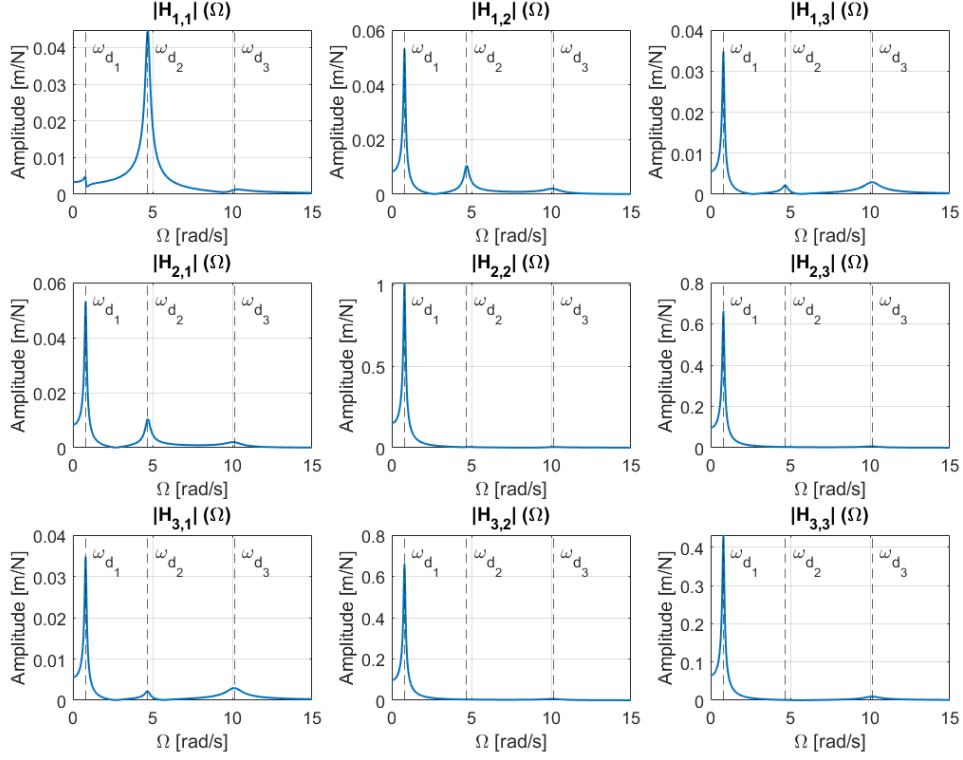 |H1,1| (Ω)
Amplitude [m/N]
0.04
0.03
0.02
0.01
0
ωd1
ωd2
ωd3
0 5 10 15
Ω [rad/s]
|H1,2| (Ω)
Amplitude [m/N]
0.06
0.04
0.02
0
ωd1
ωd2
ωd3
0 5 10 15
Ω [rad/s]
|H1,3| (Ω)
Amplitude [m/N]
0.04
0.03
0.02
0.01
0
ωd1
ωd2
ωd3
0 5 10 15
Ω [rad/s]
|H2,1| (Ω)
Amplitude [m/N]
0.06
0.04
0.02
0
ωd1
ωd2
ωd3
0 5 10 15
Ω [rad/s]
|H2,2| (Ω)
Amplitude [m/N]
1
0.5
0
ωd1
ωd2
ωd3
0 5 10 15
Ω [rad/s]
|H2,3| (Ω)
Amplitude [m/N]
0.8
0.6
0.4
0.2
0
ωd1
ωd2
ωd3
0 5 10 15
Ω [rad/s]
|H3,1| (Ω)
Amplitude [m/N]
0.04
0.03
0.02
0.01
0
ωd1
ωd2
ωd3
0 5 10 15
Ω [rad/s]
|H3,2| (Ω)
Amplitude [m/N]
0.8
0.6
0.4
0.2
0
ωd1
ωd2
ωd3
0 5 10 15
Ω [rad/s]
|H3,3| (Ω)
Amplitude [m/N]
0.4
0.3
0.2
0.1
0
ωd1
ωd2
ωd3
0 5 10 15
Ω [rad/s]